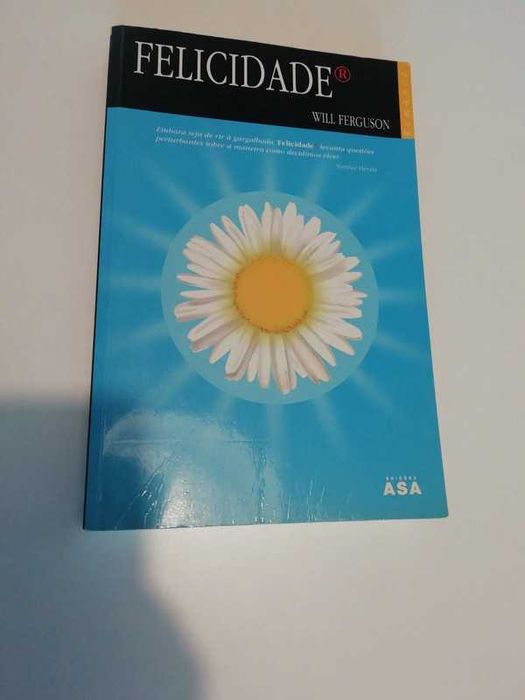 FELICIDADE®
WILL FERGUSON
Embora seja de rir à gargalhada, Felicidade levanta questões
perturbantes sobre a maneira como decidimos viver.
EDIÇÕES
ASA